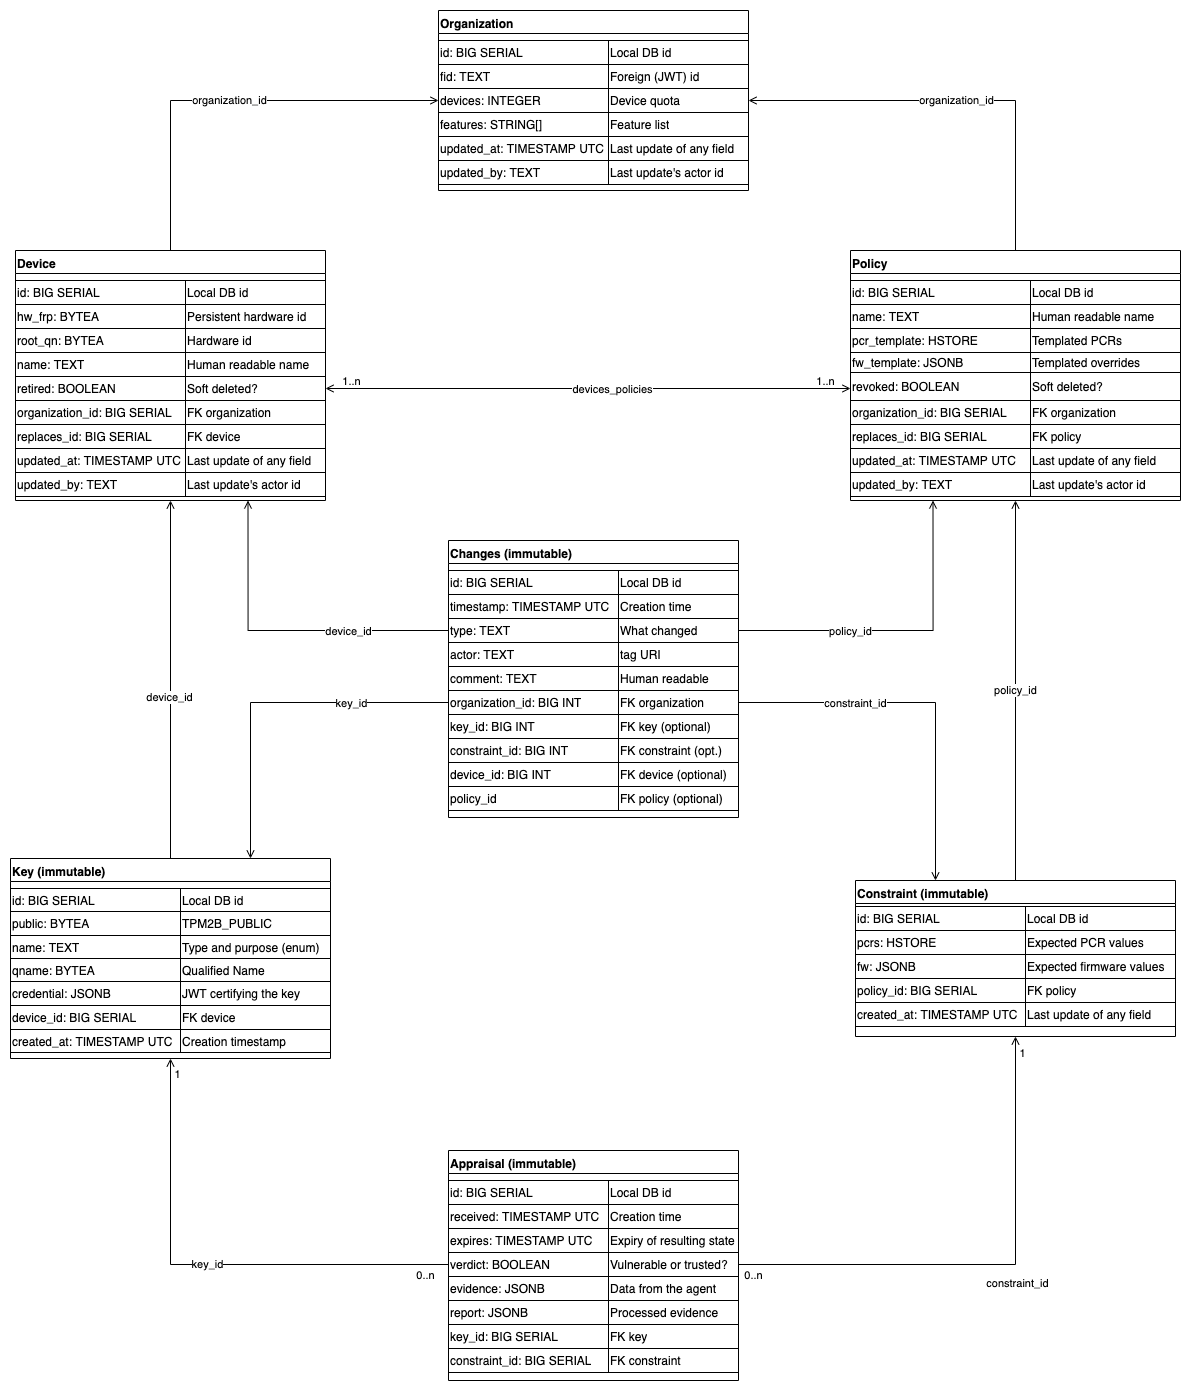 Organization
id: BIG SERIAL Local DB id
fid: TEXT Foreign (JWT) id
devices: INTEGER Device quota
features: STRING[] Feature list
updated_at: TIMESTAMP UTC Last update of any field
updated_by: TEXT Last update's actor id
organization_id
organization_id
Device
id: BIG SERIAL Local DB id
hw_frp: BYTEA Persistent hardware id
root_qn: BYTEA Hardware id
name: TEXT Human readable name
retired: BOOLEAN Soft deleted?
organization_id: BIG SERIAL FK organization
replaces_id: BIG SERIAL FK device
updated_at: TIMESTAMP UTC Last update of any field
updated_by: TEXT Last update's actor id
1..n
devices_policies
1..n
Policy
id: BIG SERIAL Local DB id
name: TEXT Human readable name
pcr_template: HSTORE Templated PCRs
fw_template: JSONB Templated overrides
revoked: BOOLEAN Soft deleted?
organization_id: BIG SERIAL FK organization
replaces_id: BIG SERIAL FK policy
updated_at: TIMESTAMP UTC Last update of any field
updated_by: TEXT Last update's actor id
Changes (immutable)
id: BIG SERIAL Local DB id
timestamp: TIMESTAMP UTC Creation time
type: TEXT What changed
actor: TEXT tag URI
comment: TEXT Human readable
organization_id: BIG INT FK organization
key_id: BIG INT FK key (optional)
constraint_id: BIG INT FK constraint (opt.)
device_id: BIG INT FK device (optional)
policy_id FK policy (optional)
device_id
policy_id
key_id
constraint_id
device_id
policy_id
Key (immutable)
id: BIG SERIAL Local DB id
public: BYTEA TPM2B_PUBLIC
name: TEXT Type and purpose (enum)
qname: BYTEA Qualified Name
credential: JSONB JWT certifying the key
device_id: BIG SERIAL FK device
created_at: TIMESTAMP UTC Creation timestamp
Constraint (immutable)
id: BIG SERIAL Local DB id
pcrs: HSTORE Expected PCR values
fw: JSONB Expected firmware values
policy_id: BIG SERIAL FK policy
created_at: TIMESTAMP UTC Last update of any field
1
1
Appraisal (immutable)
id: BIG SERIAL Local DB id
received: TIMESTAMP UTC Creation time
expires: TIMESTAMP UTC Expiry of resulting state
verdict: BOOLEAN Vulnerable or trusted?
evidence: JSONB Data from the agent
report: JSONB Processed evidence
key_id: BIG SERIAL FK key
constraint_id: BIG SERIAL FK constraint
key_id
0..n
0..n
constraint_id